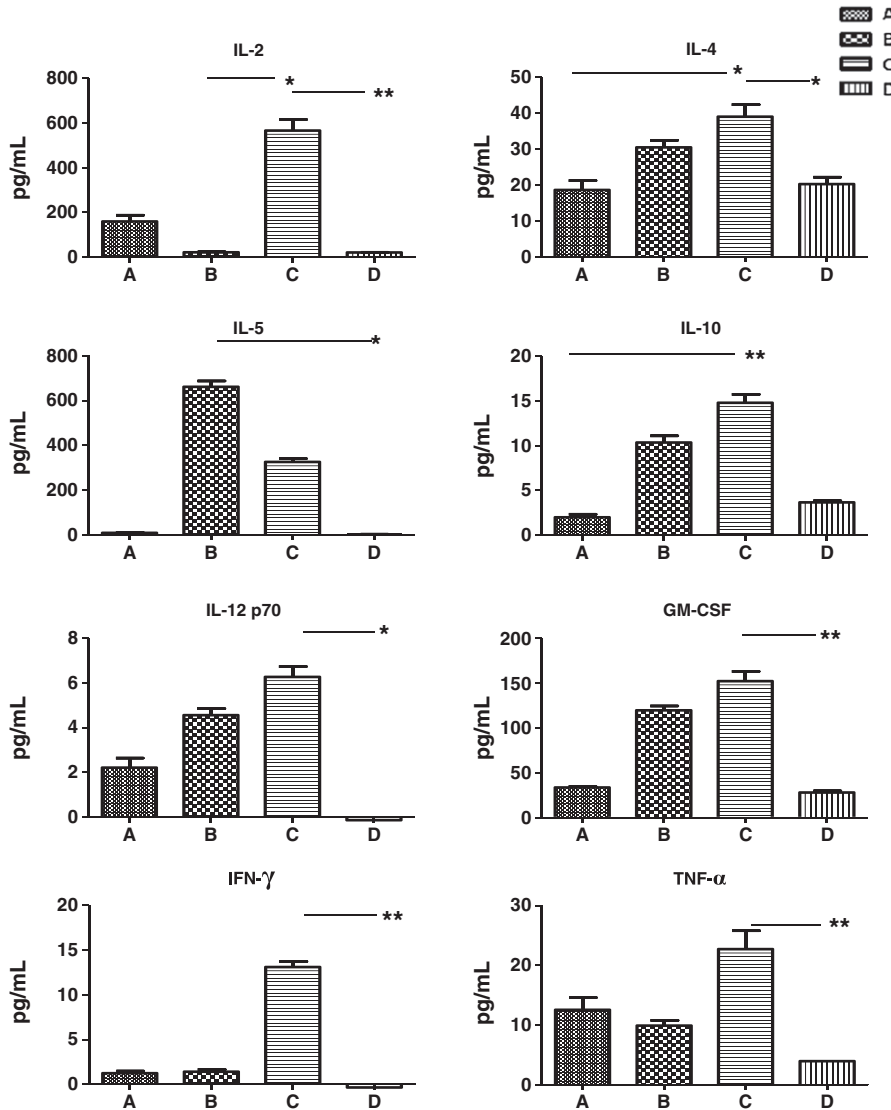 A
B
C
D
IL-2
pg/mL
800
600
400
200
0
* **
A B C D
IL-4
pg/mL
50
40
30
20
10
0
* *
A B C D
IL-5
pg/mL
800
600
400
200
0
*
A B C D
IL-10
pg/mL
20
15
10
5
0
**
A B C D
IL-12 p70
pg/mL
8
6
4
2
0
*
A B C D
GM-CSF
pg/mL
200
150
100
50
0
**
A B C D
IFN-γ
pg/mL
20
15
10
5
0
**
A B C D
TNF-α
pg/mL
30
20
10
0
**
A B C D